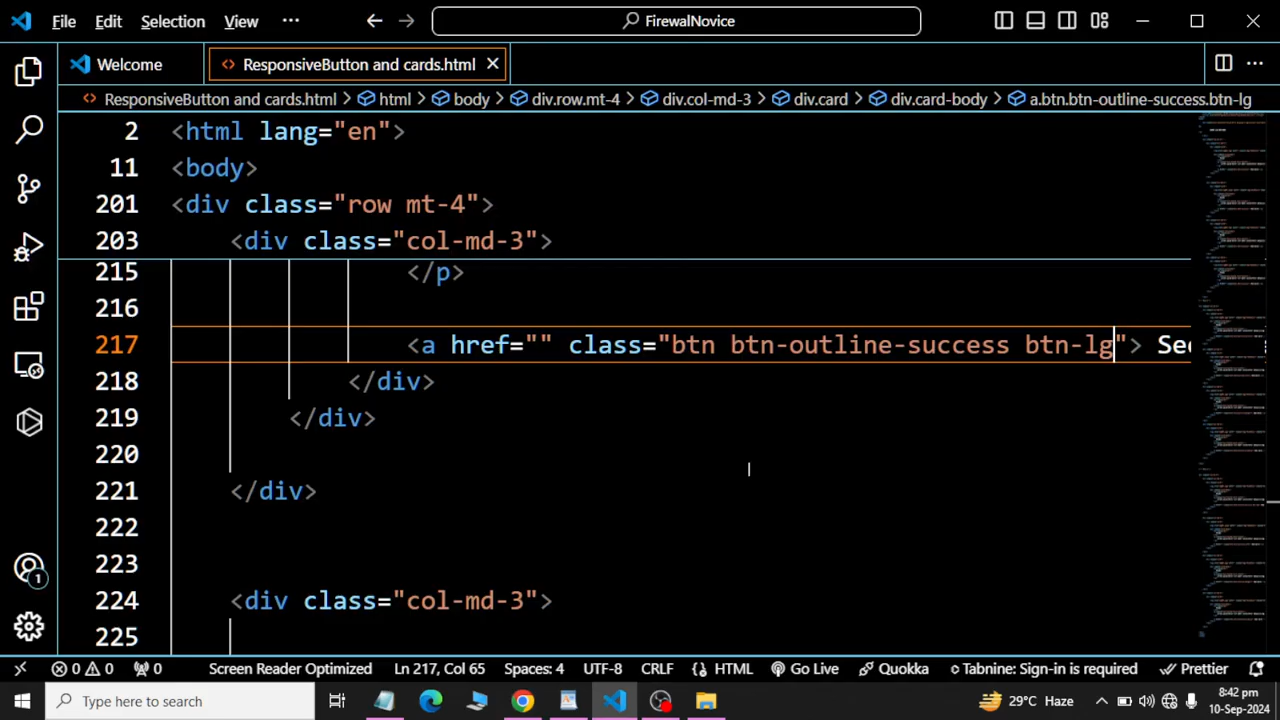 File Edit Selection View ··· FirewalNovice
Welcome ResponsiveButton and cards.html
ResponsiveButton and cards.html > html > body > div.row.mt-4 > div.col-md-3 > div.card > div.card-body > a.btn.btn-outline-success.btn-lg
2 <html lang="en">
11 <body>
201 <div class="row mt-4">
203 <div class="col-md-3">
215 </p>
216
217 <a href="" class="btn btn-outline-success btn-lg">
218 </div>
219 </div>
220
221 </div>
222
223
224 <div class="col-md-3">
225
0 0 0 Screen Reader Optimized Ln 217, Col 65 Spaces: 4 UTF-8 CRLF HTML Go Live Quokka Tabnine: Sign-in is required Prettier
Type here to search 29°C Haze 8:42 pm
10-Sep-2024
1